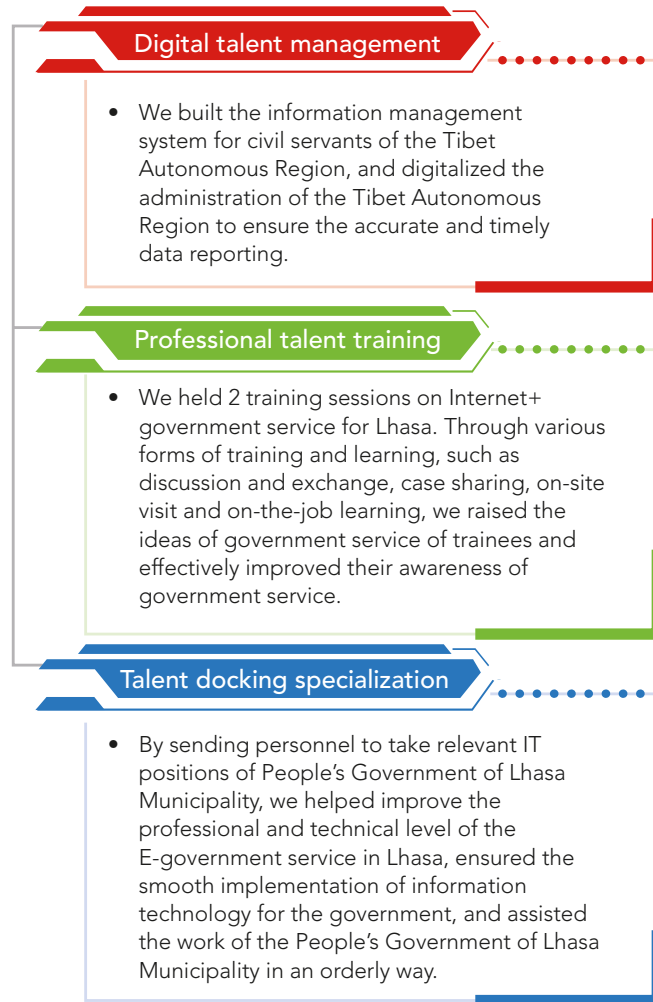 Digital talent management
• We built the information management
system for civil servants of the Tibet
Autonomous Region, and digitalized the
administration of the Tibet Autonomous
Region to ensure the accurate and timely
data reporting.
Professional talent training
• We held 2 training sessions on Internet+
government service for Lhasa. Through various
forms of training and learning, such as
discussion and exchange, case sharing, on-site
visit and on-the-job learning, we raised the
ideas of government service of trainees and
effectively improved their awareness of
government service.
Talent docking specialization
• By sending personnel to take relevant IT
positions of People’s Government of Lhasa
Municipality, we helped improve the
professional and technical level of the
E-government service in Lhasa, ensured the
smooth implementation of information
technology for the government, and assisted
the work of the People’s Government of Lhasa
Municipality in an orderly way.